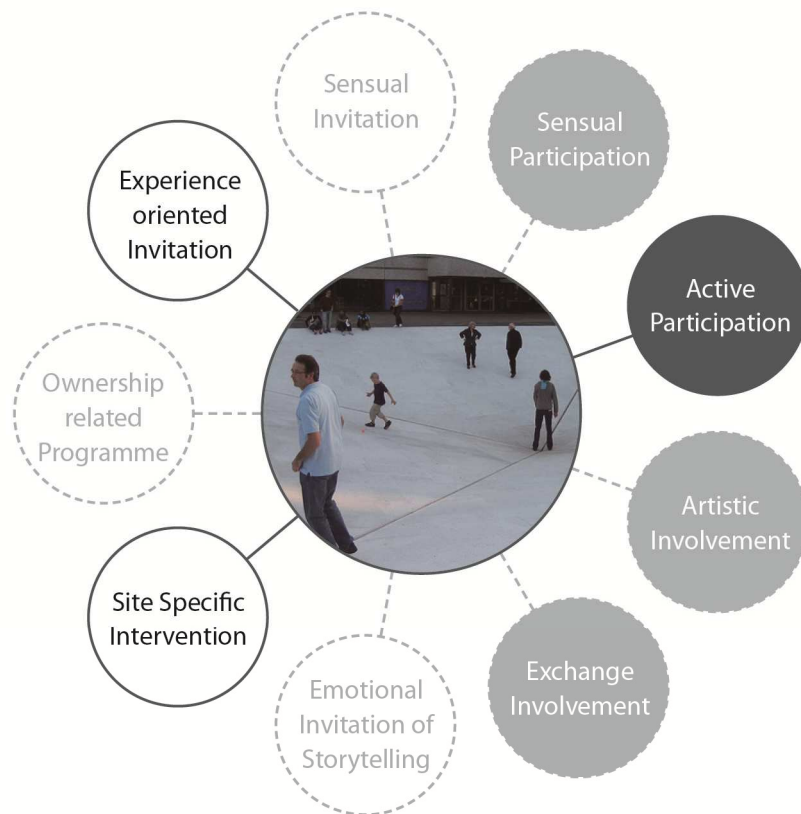 Sensual
Invitation
Sensual
Participation
Experience
oriented
Invitation
Active
Participation
Ownership
related
Programme
Artistic
Involvement
Site Specific
Intervention
Exchange
Involvement
Emotional
Invitation of
Storytelling